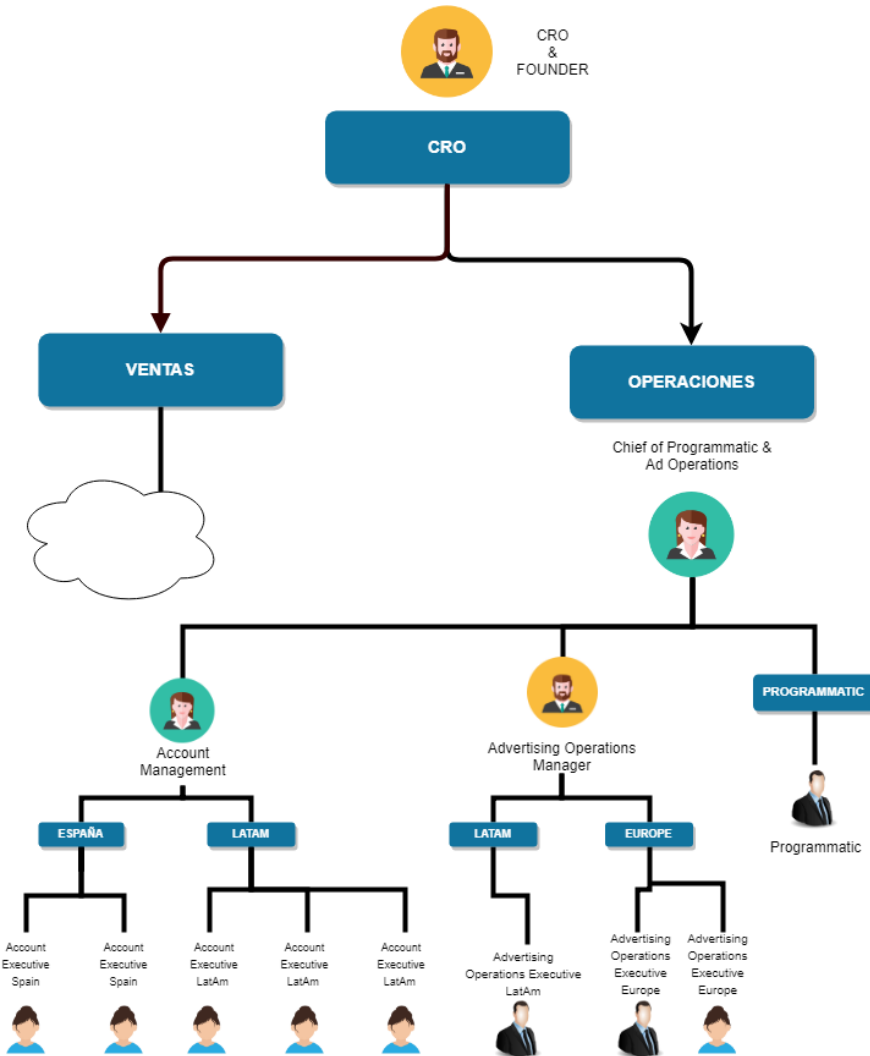 CRO
&
FOUNDER
CRO
VENTAS
OPERACIONES
Chief of Programmatic &
Ad Operations
PROGRAMMATIC
Account
Management
Advertising Operations
Manager
Programmatic
ESPAÑA
LATAM
LATAM
EUROPE
Account
Executive
Spain
Account
Executive
Spain
Account
Executive
LatAm
Account
Executive
LatAm
Account
Executive
LatAm
Advertising
Operations Executive
LatAm
Advertising
Operations
Executive
Europe
Advertising
Operations
Executive
Europe